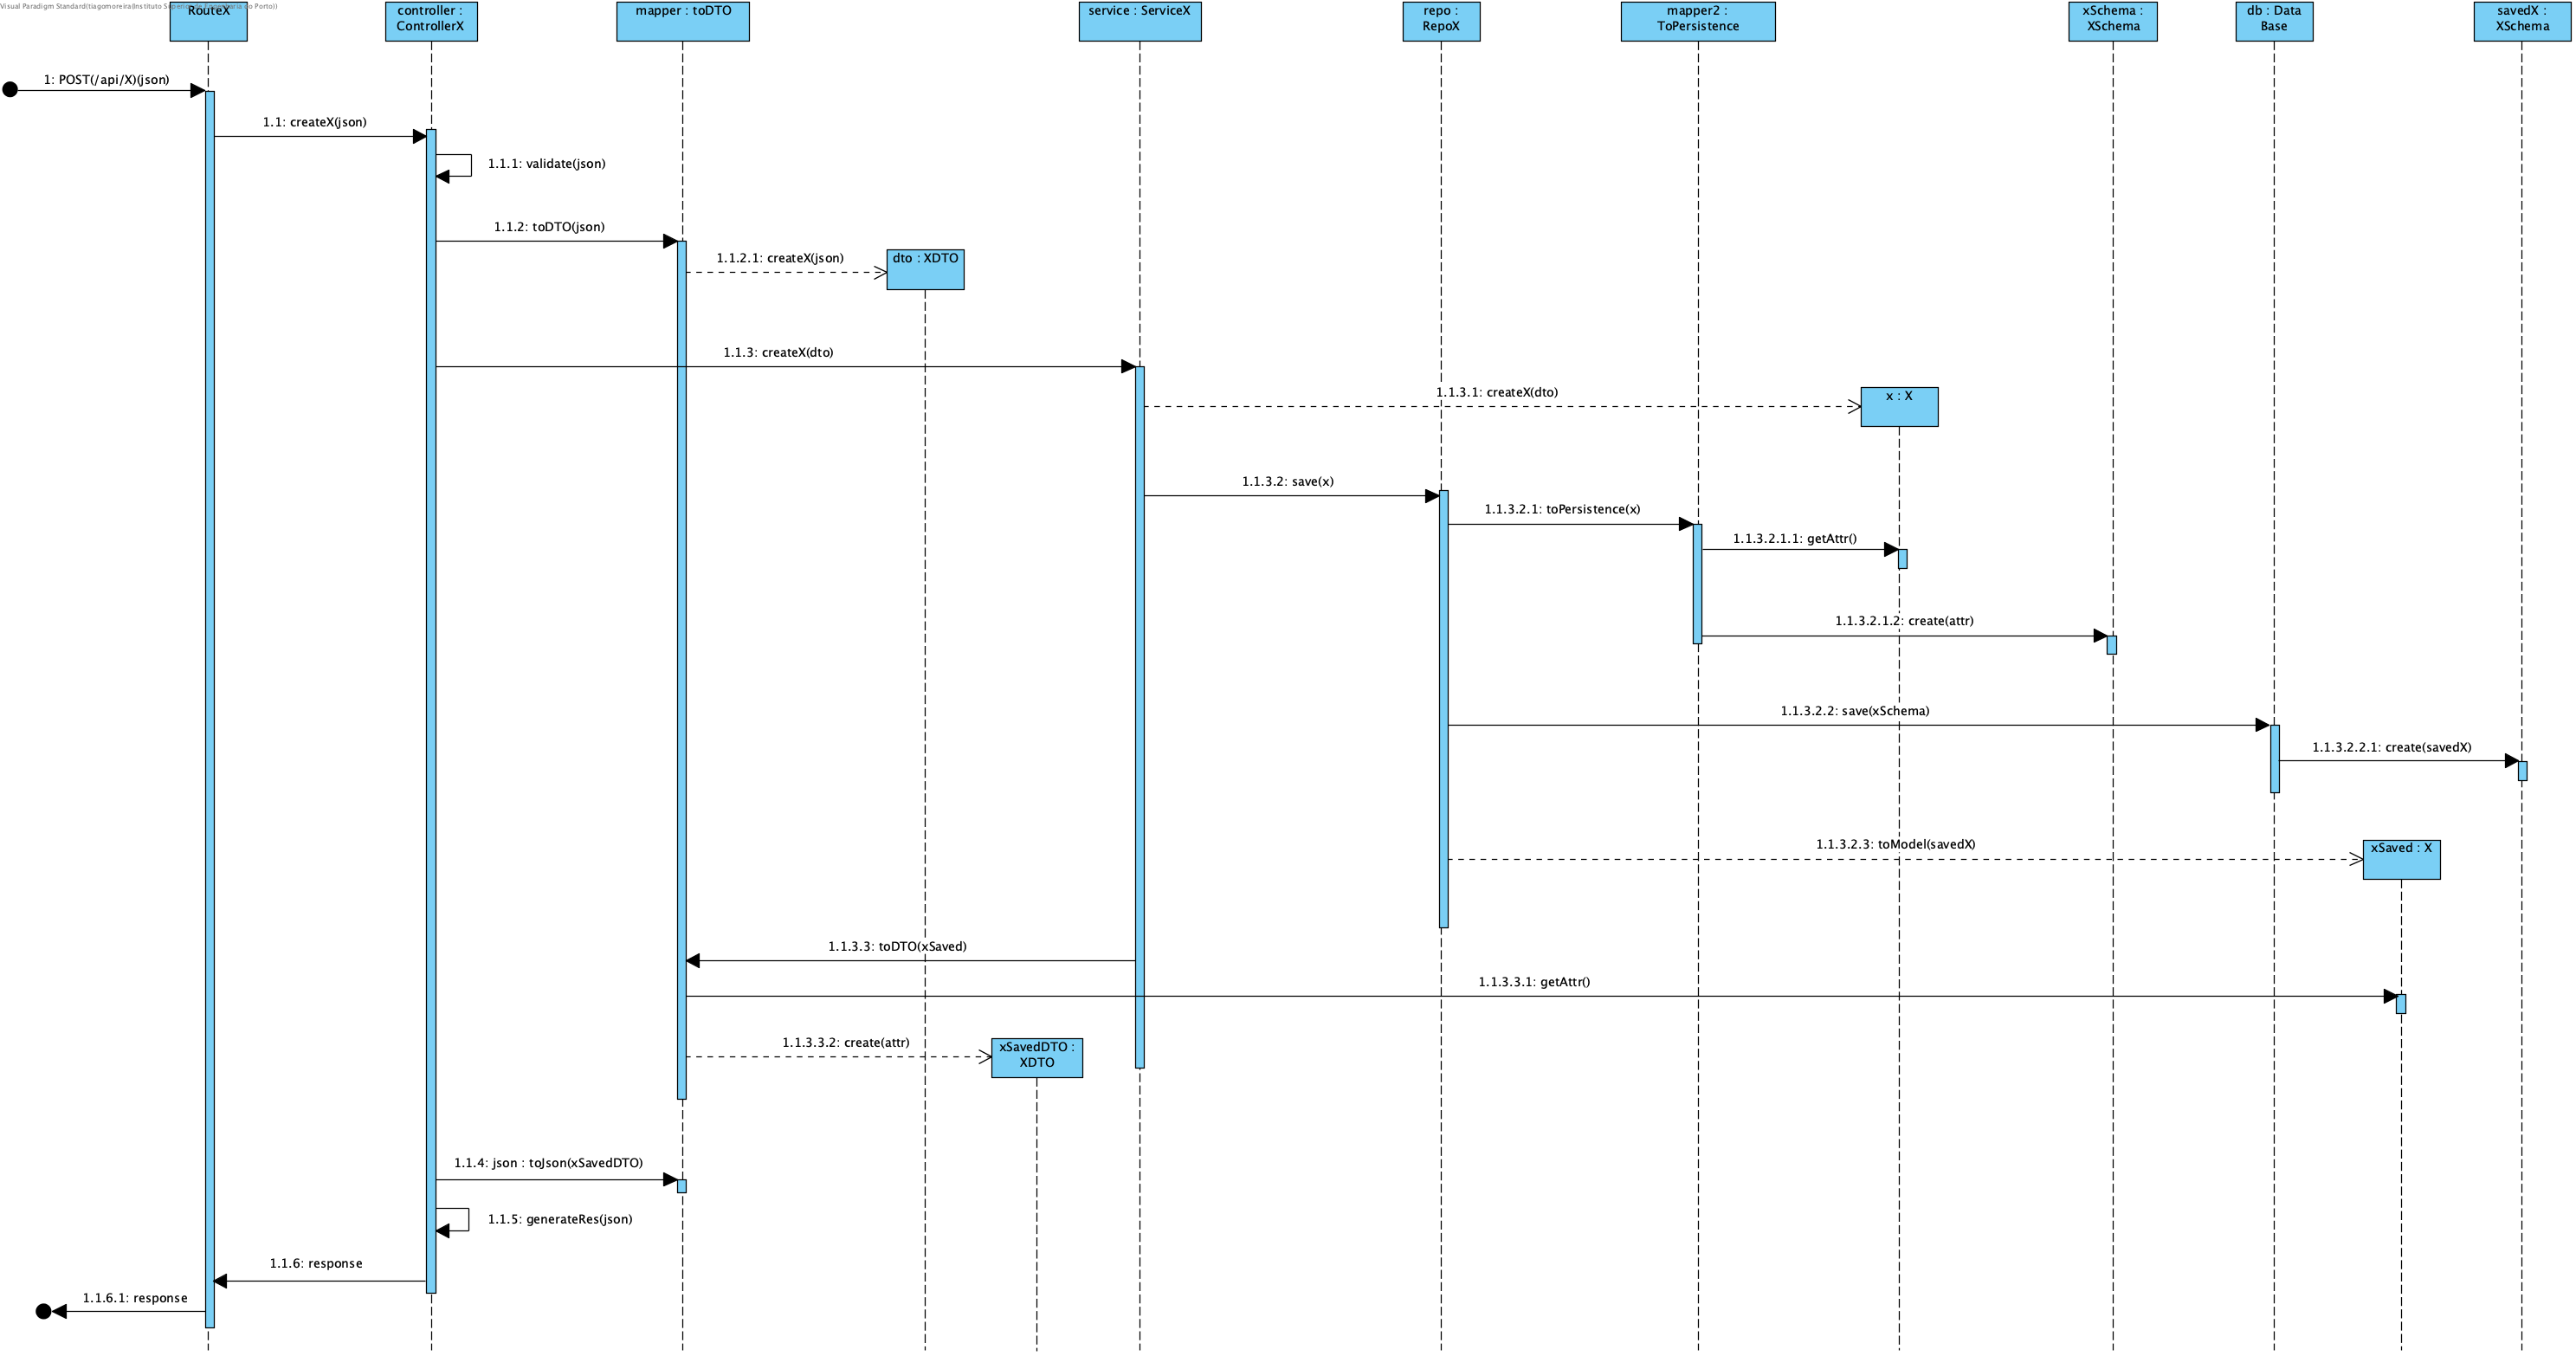 Visual Paradigm Standard(tiagomoreira(Instituto Superior de Engenharia do Porto))
RouteX
controller :
ControllerX
mapper : toDTO
service : ServiceX
repo :
RepoX
mapper2 :
ToPersistence
xSchema :
XSchema
db : Data
Base
savedX :
XSchema
1: POST(/api/X)(json)
1.1: createX(json)
1.1.1: validate(json)
1.1.2: toDTO(json)
1.1.2.1: createX(json)
dto : XDTO
1.1.3: createX(dto)
1.1.3.1: createX(dto)
x : X
1.1.3.2: save(x)
1.1.3.2.1: toPersistence(x)
1.1.3.2.1.1: getAttr()
1.1.3.2.1.2: create(attr)
1.1.3.2.2: save(xSchema)
1.1.3.2.2.1: create(savedX)
1.1.3.2.3: toModel(savedX)
xSaved : X
1.1.3.3: toDTO(xSaved)
1.1.3.3.1: getAttr()
1.1.3.3.2: create(attr)
xSavedDTO :
XDTO
1.1.4: json : toJson(xSavedDTO)
1.1.5: generateRes(json)
1.1.6: response
1.1.6.1: response